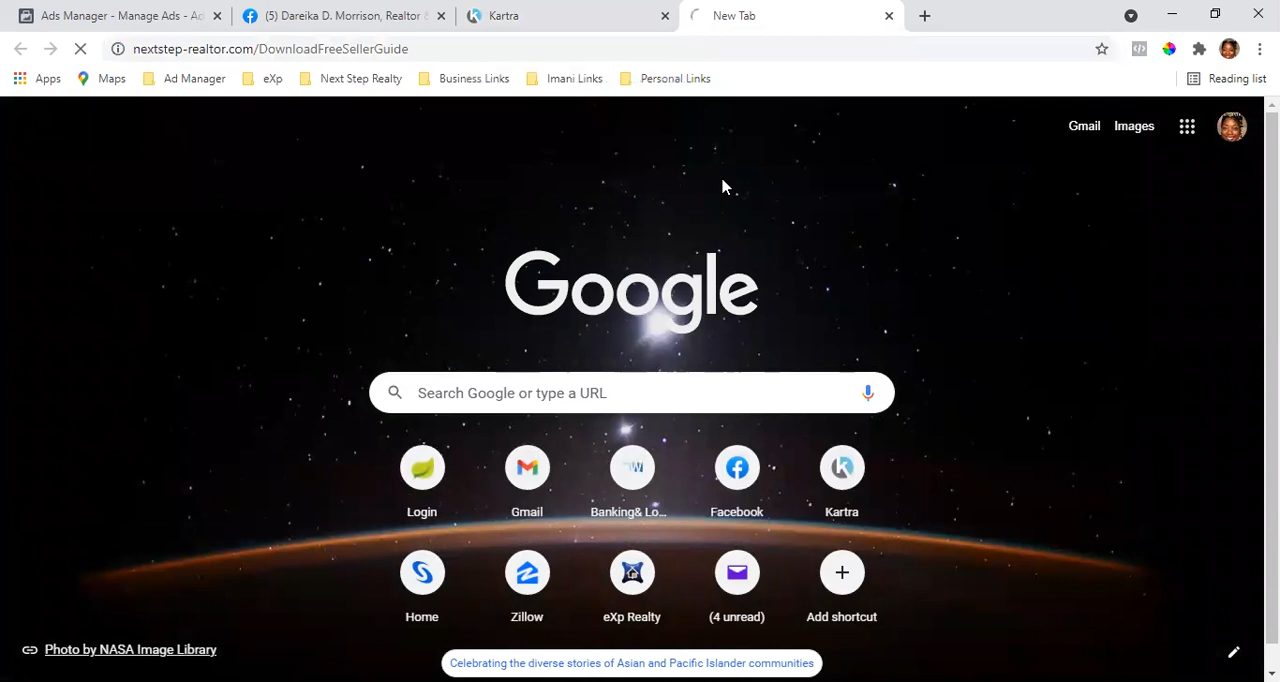 Ads Manager - Manage Ads - Ad
(5) Dareika D. Morrison, Realtor &
Kartra
New Tab
nextstep-realtor.com/DownloadFreeSellerGuide
Apps
Maps
Ad Manager
eXp
Next Step Realty
Business Links
Imani Links
Personal Links
Reading list
Gmail
Images
Google
Search Google or type a URL
Login
Gmail
Banking& Lo...
Facebook
Kartra
Home
Zillow
eXp Realty
(4 unread)
Add shortcut
Photo by NASA Image Library
Celebrating the diverse stories of Asian and Pacific Islander communities